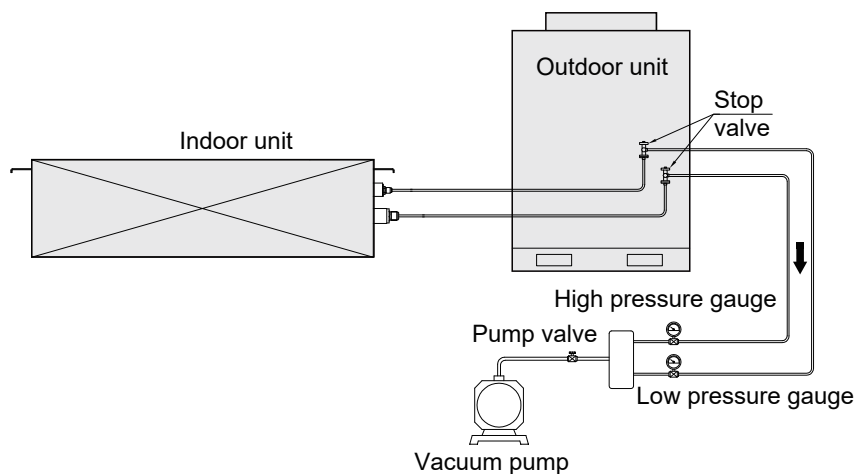 Outdoor unit
Stop
valve
Indoor unit
High pressure gauge
Pump valve
Low pressure gauge
Vacuum pump